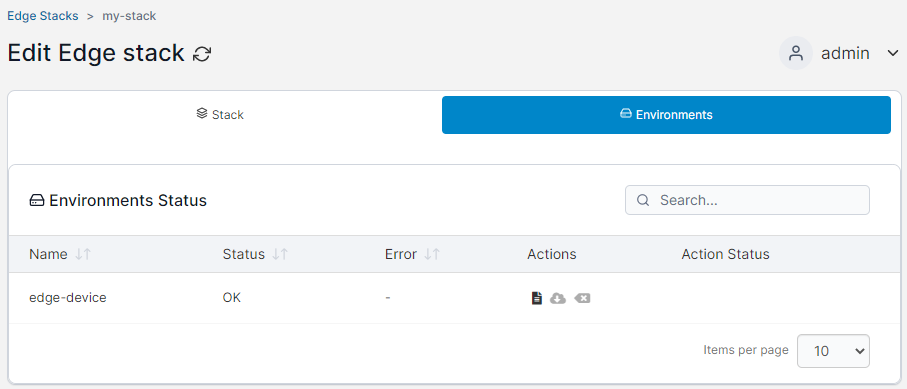 Edge Stacks > my-stack
Edit Edge stack
admin
Stack
Environments
Environments Status
Search...
Name Status Error Actions Action Status
edge-device OK -
Items per page 10